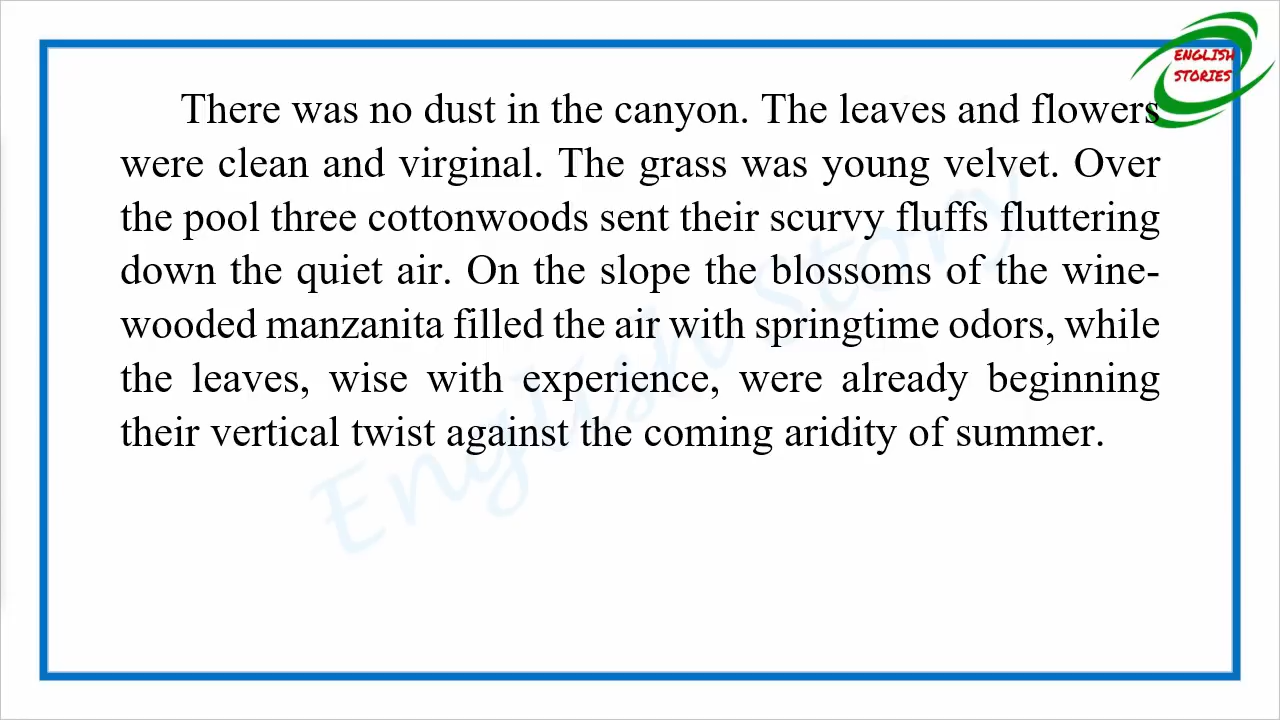 ENGLISH
STORIES
There was no dust in the canyon. The leaves and flowers
were clean and virginal. The grass was young velvet. Over
the pool three cottonwoods sent their scurvy fluffs fluttering
down the quiet air. On the slope the blossoms of the wine-
wooded manzanita filled the air with springtime odors, while
the leaves, wise with experience, were already beginning
their vertical twist against the coming aridity of summer.
English Story